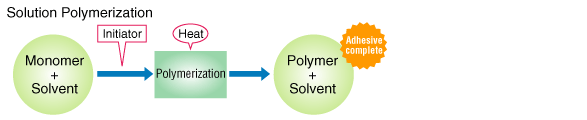 Solution Polymerization
Initiator
Heat
Adhesive
complete
Monomer
+
Solvent
Polymerization
Polymer
+
Solvent